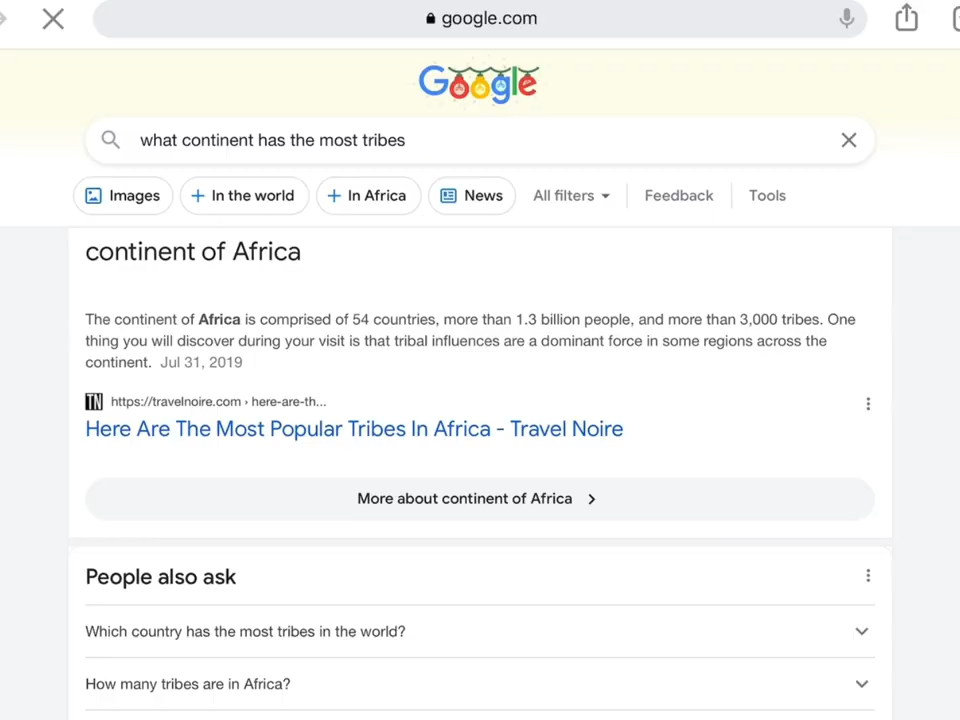 google.com
Google
what continent has the most tribes
Images
In the world
In Africa
News
All filters
Feedback
Tools
continent of Africa
The continent of Africa is comprised of 54 countries, more than 1.3 billion people, and more than 3,000 tribes. One
thing you will discover during your visit is that tribal influences are a dominant force in some regions across the
continent. Jul 31, 2019
TN
https://travelnoire.com › here-are-th...
Here Are The Most Popular Tribes In Africa - Travel Noire
More about continent of Africa
People also ask
Which country has the most tribes in the world?
How many tribes are in Africa?